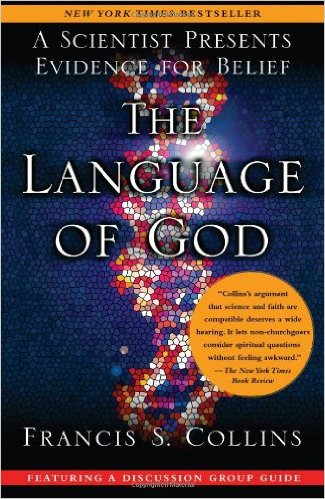 NEW YORK TIMES BESTSELLER
A SCIENTIST PRESENTS
EVIDENCE FOR BELIEF
THE
LANGUAGE
OF GOD
"Collins's argument
that science and faith are
compatible deserves a wide
hearing. It lets non-churchgoers
consider spiritual questions
without feeling awkward."
— The New York Times
Book Review
FRANCIS S. COLLINS
FEATURING A DISCUSSION GROUP GUIDE